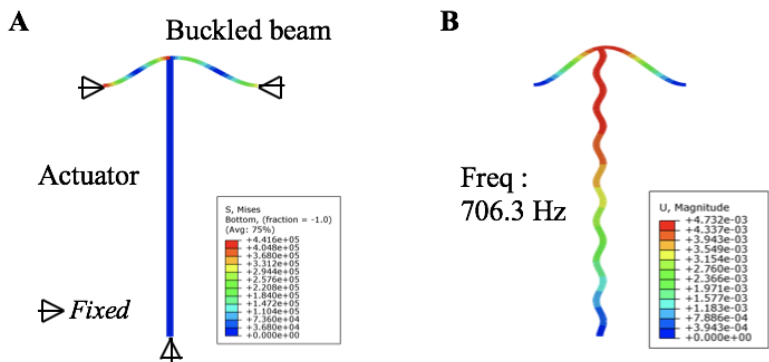 A
Buckled beam
B
Actuator
Freq :
706.3 Hz
Fixed
S, Mises
Bottom, (fraction = -1.0)
(Avg: 75%)
+4.416e+05
+4.048e+05
+3.680e+05
+3.312e+05
+2.944e+05
+2.576e+05
+2.208e+05
+1.840e+05
+1.472e+05
+1.104e+05
+7.360e+04
+3.680e+04
+0.000e+00
U, Magnitude
+4.732e-03
+4.337e-03
+3.943e-03
+3.549e-03
+3.154e-03
+2.760e-03
+2.366e-03
+1.971e-03
+1.577e-03
+1.183e-03
+7.886e-04
+3.943e-04
+0.000e+00